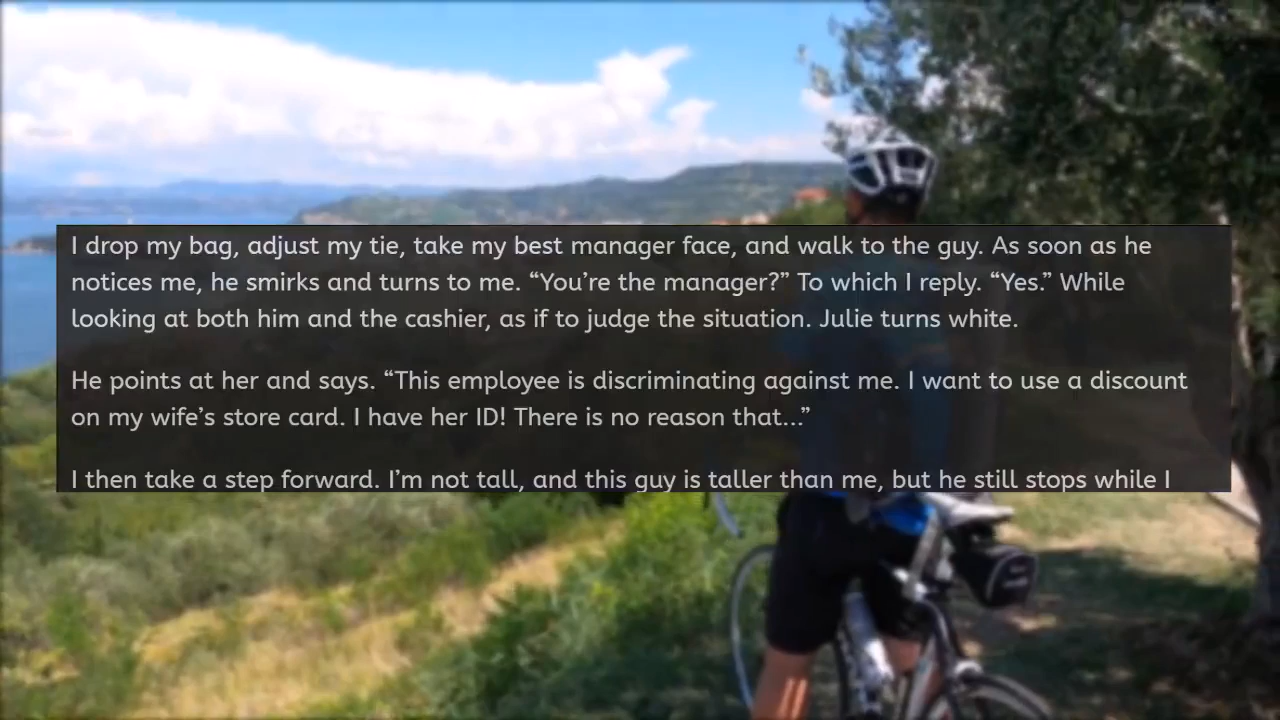 I drop my bag, adjust my tie, take my best manager face, and walk to the guy. As soon as he
notices me, he smirks and turns to me. “You’re the manager?” To which I reply. “Yes.” While
looking at both him and the cashier, as if to judge the situation. Julie turns white.
He points at her and says. “This employee is discriminating against me. I want to use a discount
on my wife’s store card. I have her ID! There is no reason that...”
I then take a step forward. I’m not tall, and this guy is taller than me, but he still stops while I